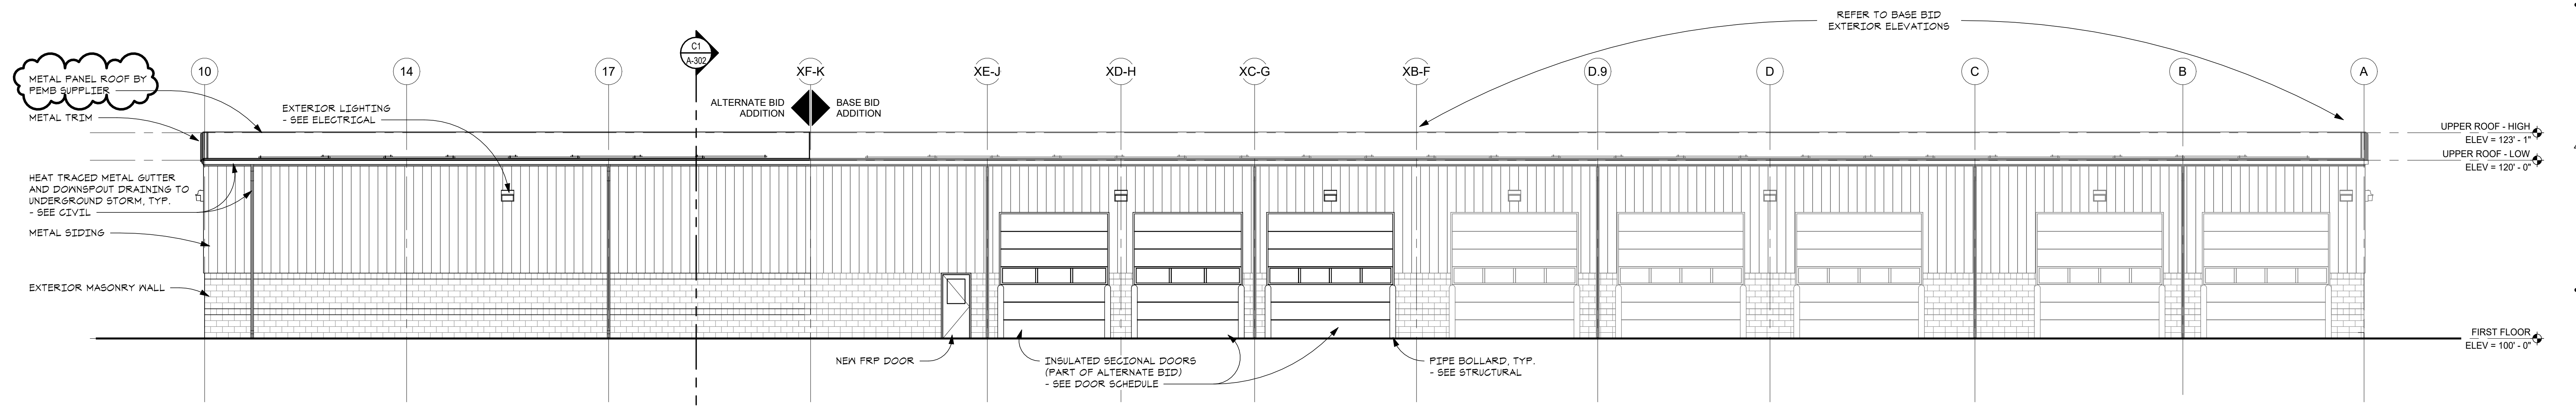 REFER TO BASE BID
EXTERIOR ELEVATIONS
C1
A-302
10
14
17
XF-K
XE-J
XD-H
XC-G
XB-F
D.9
D
C
B
A
METAL PANEL ROOF BY
PEMB SUPPLIER
METAL TRIM
EXTERIOR LIGHTING
- SEE ELECTRICAL
ALTERNATE BID
ADDITION
BASE BID
ADDITION
UPPER ROOF - HIGH
ELEV = 123' - 1"
UPPER ROOF - LOW
ELEV = 120' - 0"
HEAT TRACED METAL GUTTER
AND DOWNSPOUT DRAINING TO
UNDERGROUND STORM, TYP.
- SEE CIVIL
METAL SIDING
EXTERIOR MASONRY WALL
FIRST FLOOR
ELEV = 100' - 0"
NEW FRP DOOR
INSULATED SECIONAL DOORS
(PART OF ALTERNATE BID)
- SEE DOOR SCHEDULE
PIPE BOLLARD, TYP.
- SEE STRUCTURAL